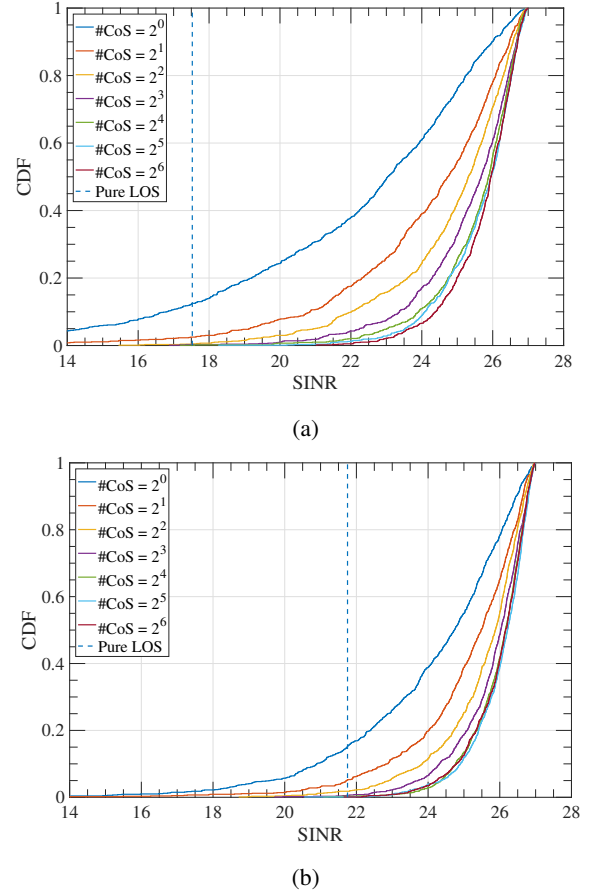 1
#CoS = 2^0
#CoS = 2^1
0.8
#CoS = 2^2
#CoS = 2^3
0.6
#CoS = 2^4
#CoS = 2^5
#CoS = 2^6
Pure LOS
CDF
0.4
0.2
0
14 16 18 20 22 24 26 28
SINR
(a)
1
#CoS = 2^0
#CoS = 2^1
0.8
#CoS = 2^2
#CoS = 2^3
0.6
#CoS = 2^4
#CoS = 2^5
#CoS = 2^6
Pure LOS
CDF
0.4
0.2
0
14 16 18 20 22 24 26 28
SINR
(b)